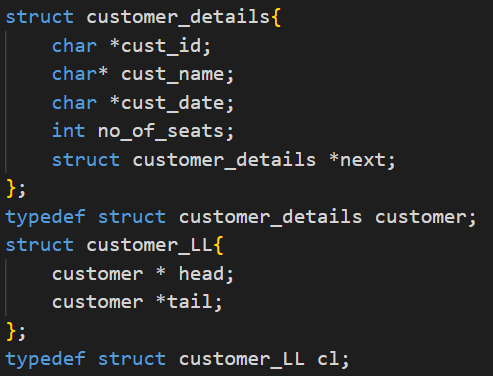 struct customer_details{
    char *cust_id;
    char* cust_name;
    char *cust_date;
    int no_of_seats;
    struct customer_details *next;
};
typedef struct customer_details customer;
struct customer_LL{
    customer * head;
    customer *tail;
};
typedef struct customer_LL cl;